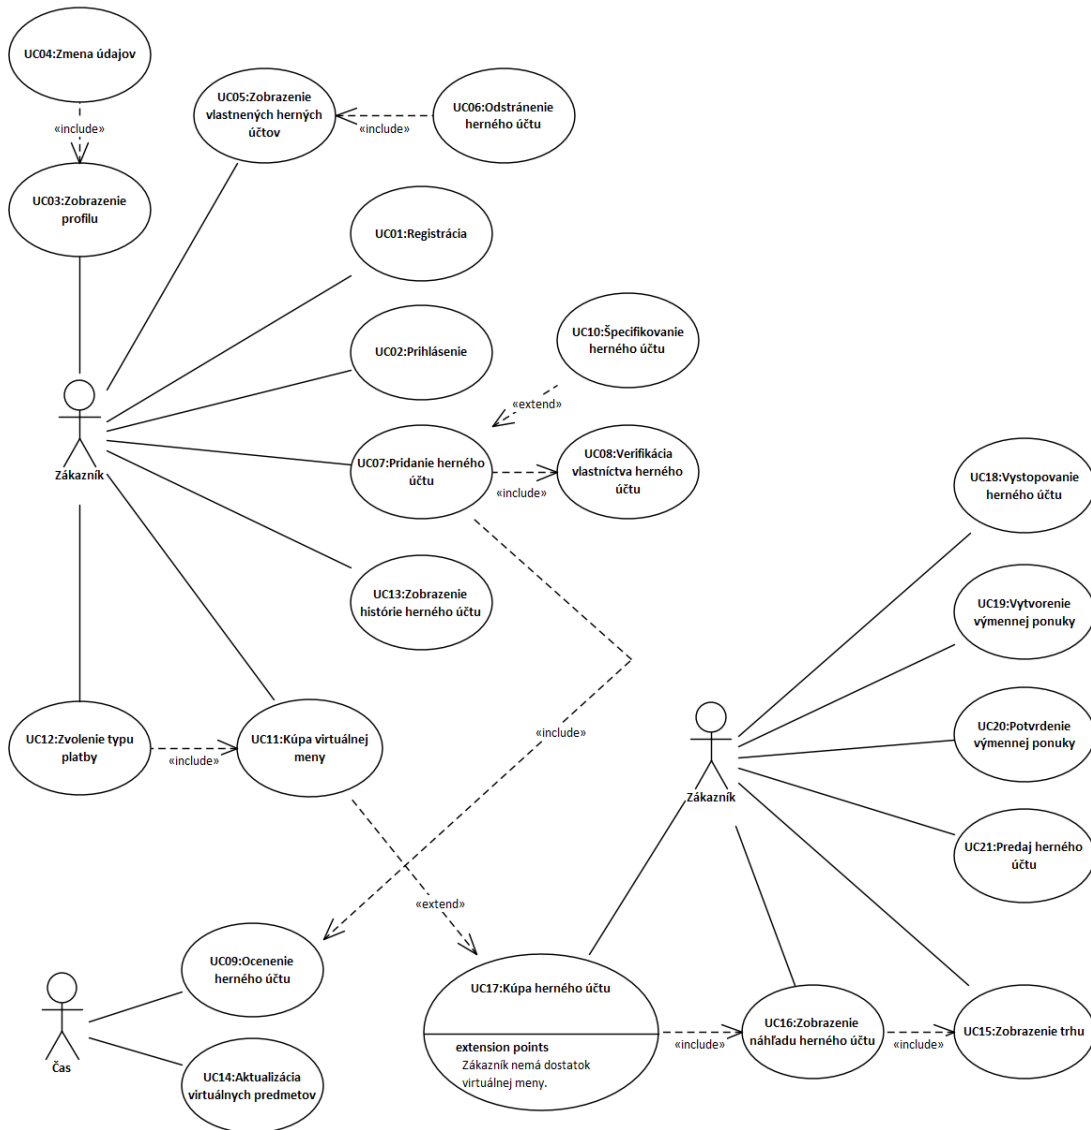 UC04:Zmena údajov
«include»
UC03:Zobrazenie
profilu
UC05:Zobrazenie
vlastnených herných
účtov
«include»
UC06:Odstránenie
herného účtu
UC01:Registrácia
UC02:Prihlásenie
UC10:Špecifikovanie
herného účtu
«extend»
Zákazník
UC07:Pridanie herného
účtu
«include»
UC08:Verifikácia
vlastníctva herného
účtu
UC13:Zobrazenie
histórie herného účtu
UC18:Vystopovanie
herného účtu
UC19:Vytvorenie
výmennej ponuky
UC12:Zvolenie typu
platby
«include»
UC11:Kúpa virtuálnej
meny
«include»
UC20:Potvrdenie
výmennej ponuky
Zákazník
UC21:Predaj herného
účtu
«extend»
UC09:Ocenenie
herného účtu
Čas
UC14:Aktualizácia
virtuálnych predmetov
UC17:Kúpa herného účtu
extension points
Zákazník nemá dostatok
virtuálnej meny.
«include»
UC16:Zobrazenie
náhľadu herného účtu
«include»
UC15:Zobrazenie trhu